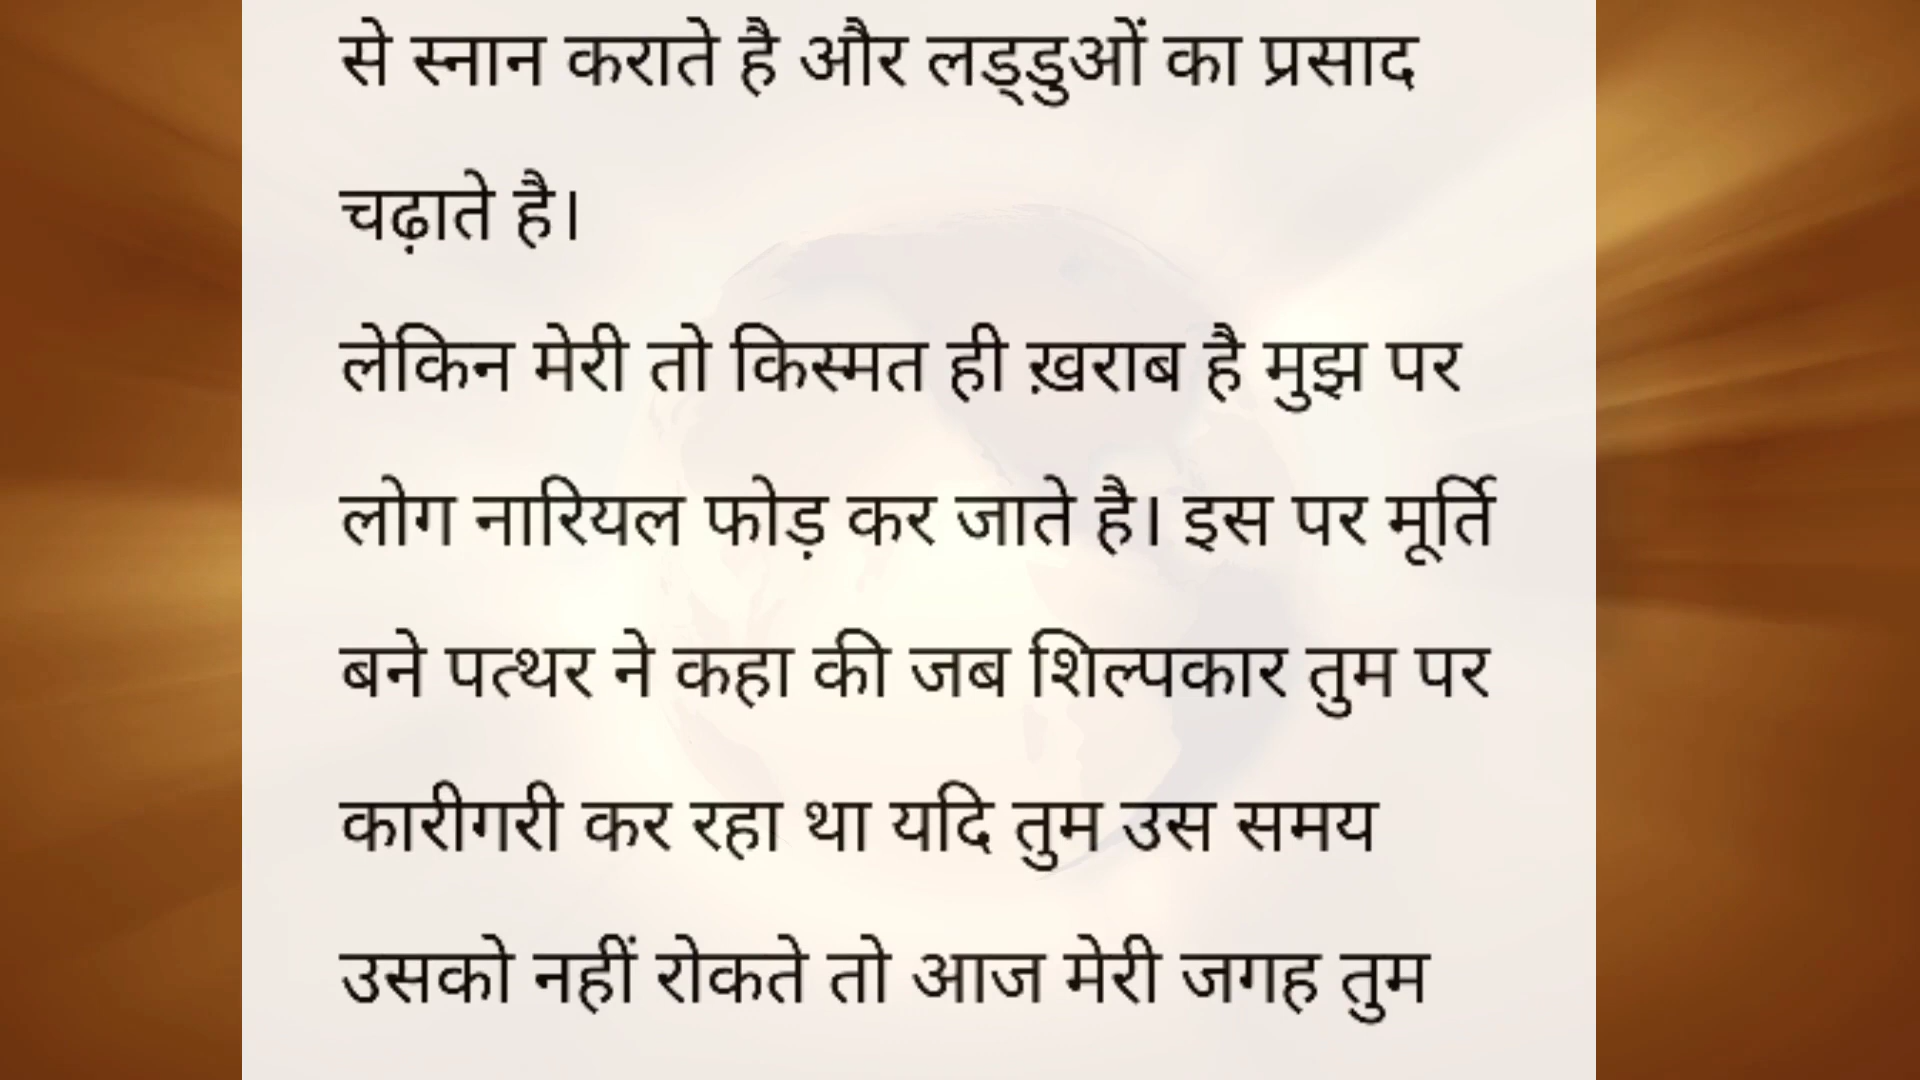 से स्नान कराते है और लड्डुओं का प्रसाद
चढ़ाते है।
लेकिन मेरी तो किस्मत ही ख़राब है मुझ पर
लोग नारियल फोड़ कर जाते है। इस पर मूर्ति
बने पत्थर ने कहा की जब शिल्पकार तुम पर
कारीगरी कर रहा था यदि तुम उस समय
उसको नहीं रोकते तो आज मेरी जगह तुम